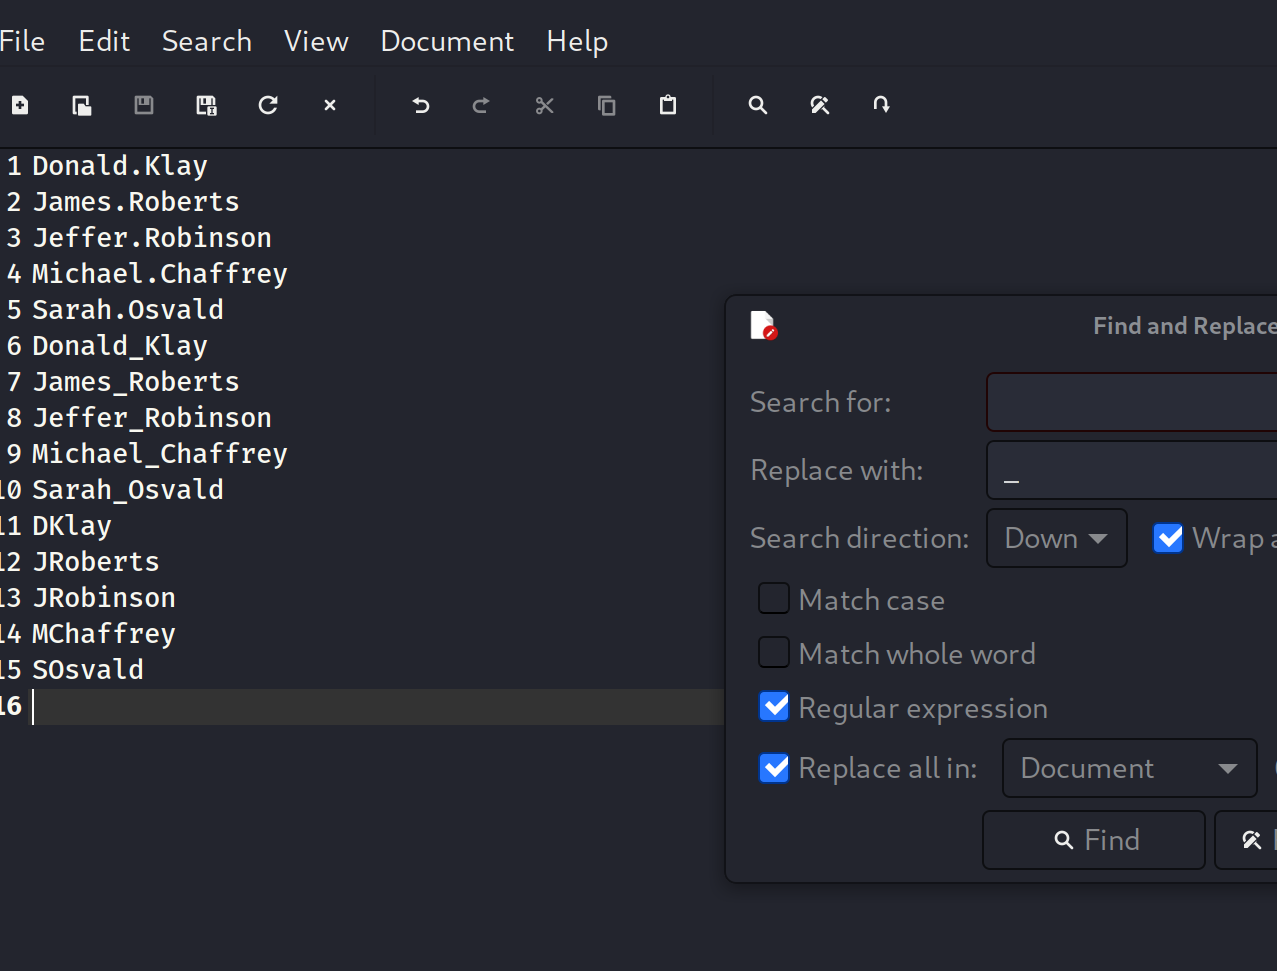 File Edit Search View Document Help
1 Donald.Klay
2 James.Roberts
3 Jeffer.Robinson
4 Michael.Chaffrey
5 Sarah.Osvald
6 Donald_Klay
7 James_Roberts
8 Jeffer_Robinson
9 Michael_Chaffrey
10 Sarah_Osvald
11 DKlay
12 JRoberts
13 JRobinson
14 MChaffrey
15 SOsvald
16
Find and Replace
Search for:
Replace with: _
Search direction: Down Wrap a
Match case
Match whole word
Regular expression
Replace all in: Document
Find